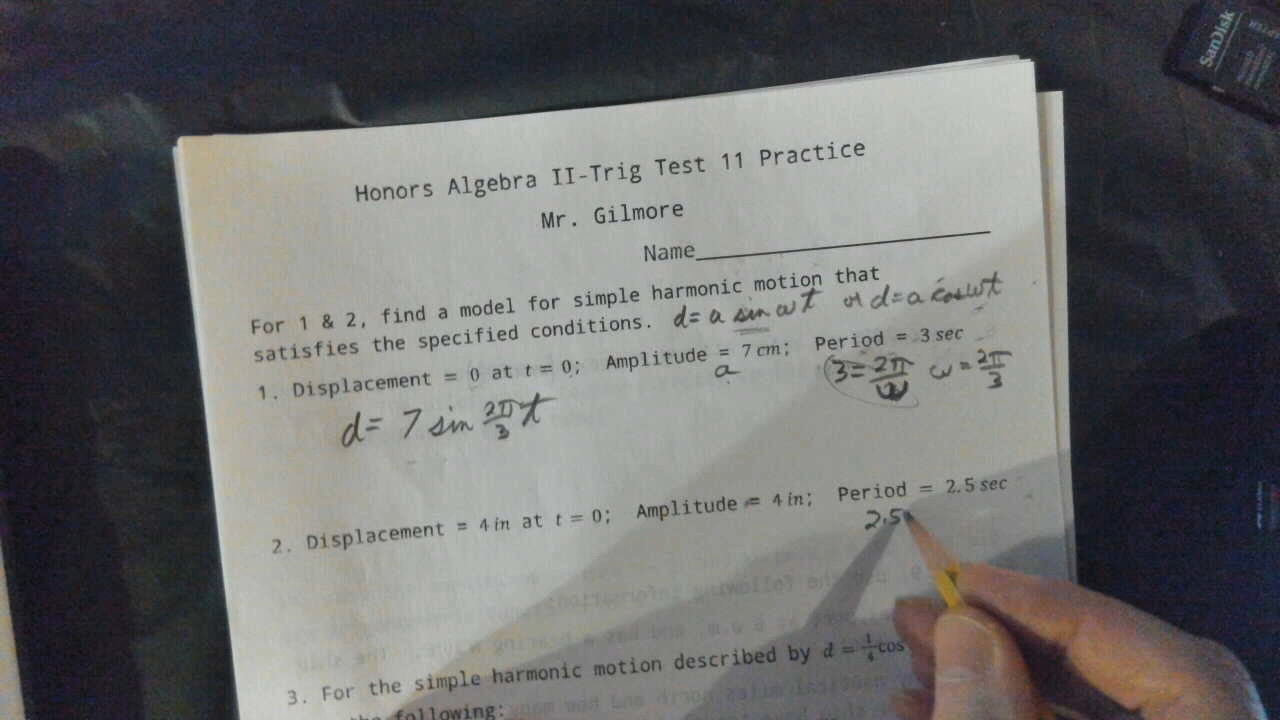 SanDisk
Honors Algebra II-Trig Test 11 Practice
Mr. Gilmore
Name
For 1 & 2, find a model for simple harmonic motion that
satisfies the specified conditions. d = a sin ωt or d = a cos ωt
1. Displacement = 0 at t = 0; Amplitude = 7 cm; Period = 3 sec
a 3 = 2π/ω ω = 2π/3
d = 7 sin 2π/3 t
2. Displacement = 4 in at t = 0; Amplitude = 4 in; Period = 2.5 sec
2.5
3. For the simple harmonic motion described by d = 1/4 cos
the following: